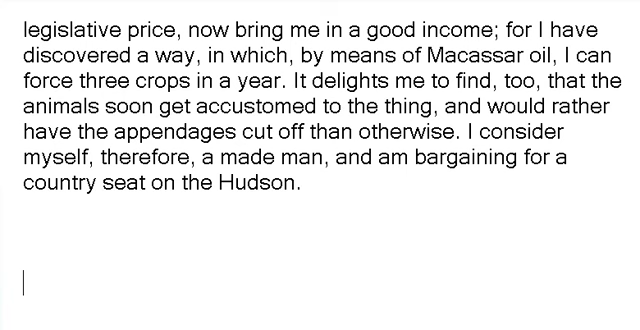 legislative price, now bring me in a good income; for I have
discovered a way, in which, by means of Macassar oil, I can
force three crops in a year. It delights me to find, too, that the
animals soon get accustomed to the thing, and would rather
have the appendages cut off than otherwise. I consider
myself, therefore, a made man, and am bargaining for a
country seat on the Hudson.